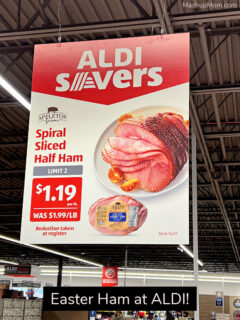 MashupMom.com
ALDI
SAVERS
APPLETON
farms
Spiral
Sliced
Half Ham
LIMIT 2
$1.19
per lb.
WAS $1.99/LB
Reduction taken
at register
Easter Ham at ALDI!